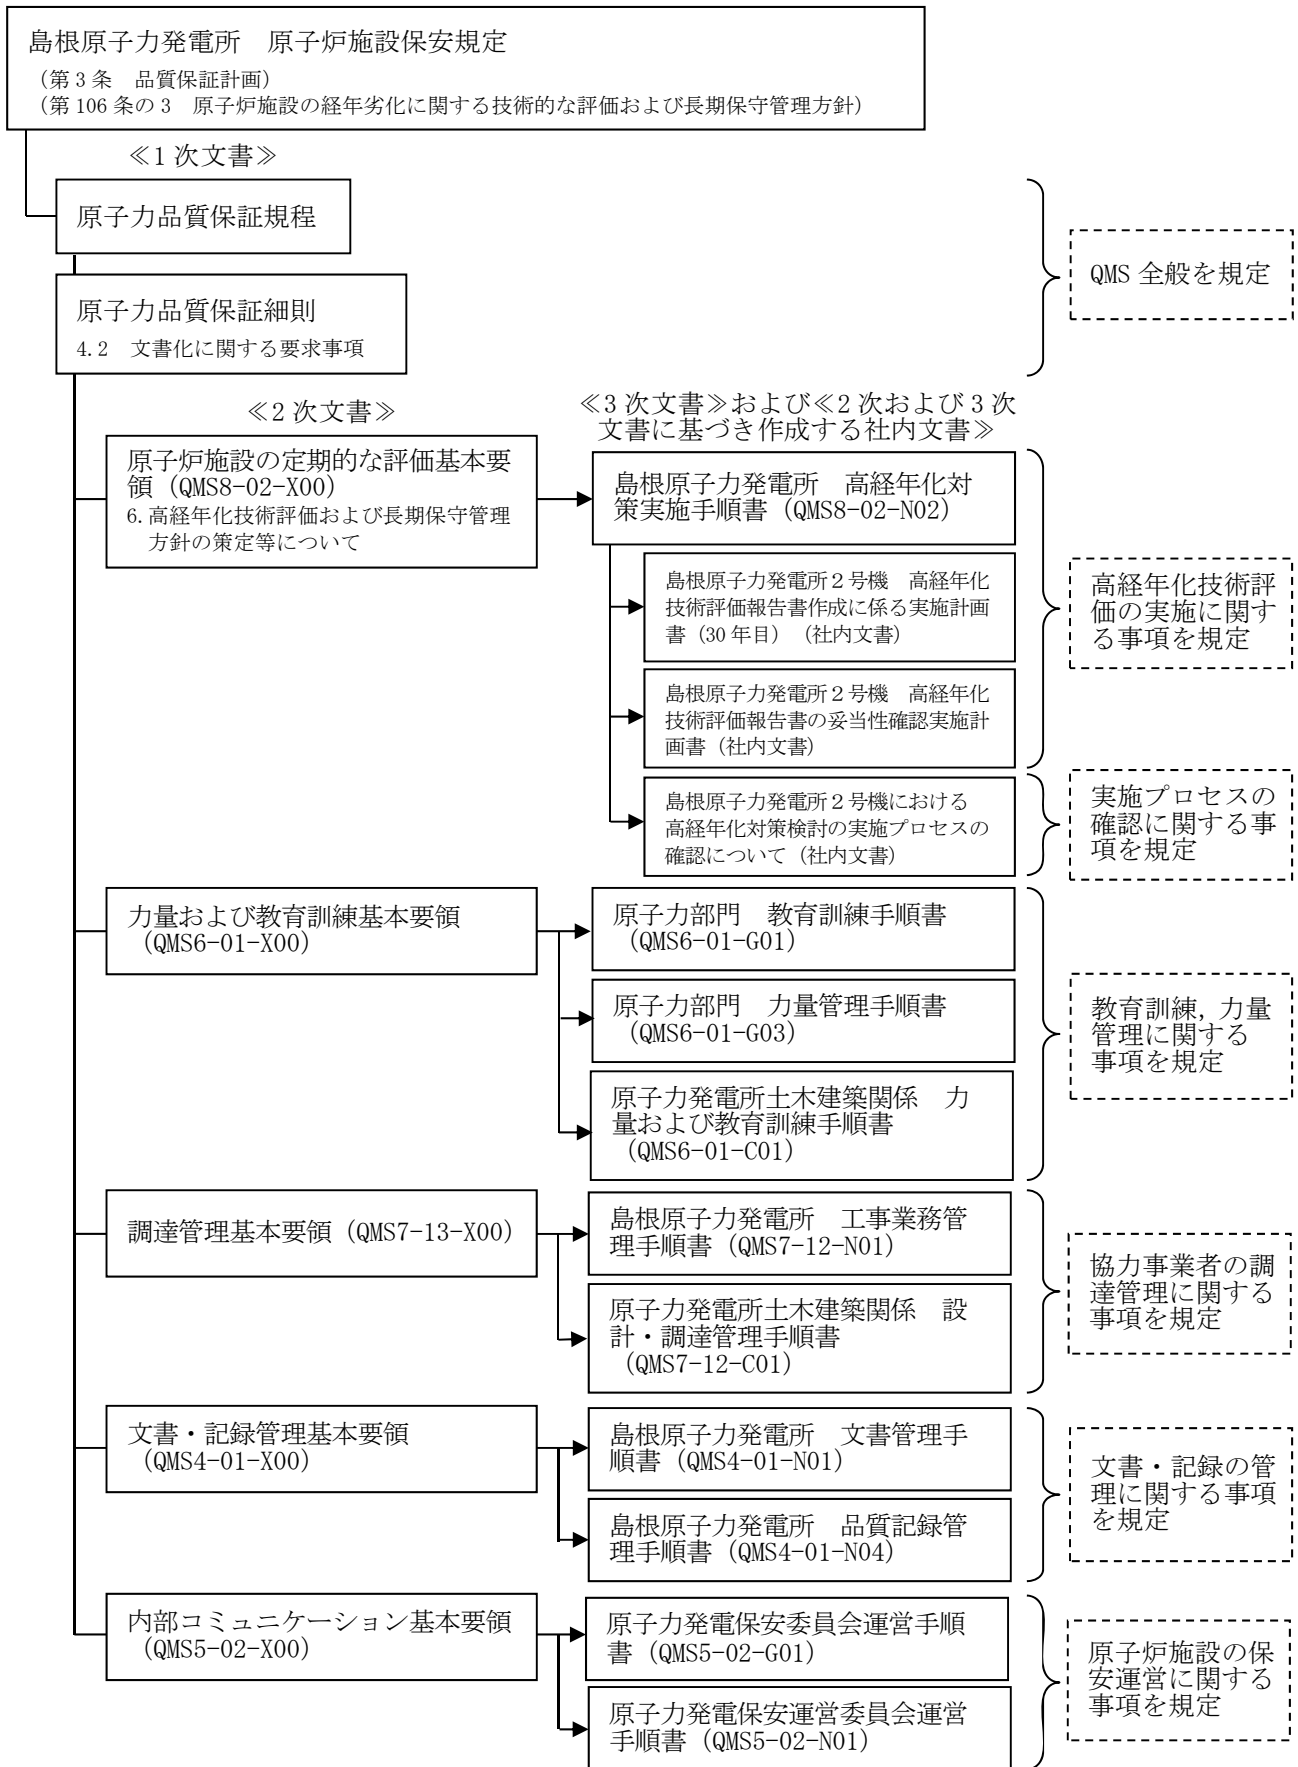 島根原子力発電所　原子炉施設保安規定
（第3条　品質保証計画）
（第106条の3　原子炉施設の経年劣化に関する技術的な評価および長期保守管理方針）
≪1次文書≫
原子力品質保証規程
QMS全般を規定
原子力品質保証細則
4.2　文書化に関する要求事項
≪2次文書≫
≪3次文書≫および≪2次および3次
文書に基づき作成する社内文書≫
原子炉施設の定期的な評価基本要
領（QMS8-02-X00）
6.高経年化技術評価および長期保守管理
方針の策定等について
島根原子力発電所　高経年化対
策実施手順書（QMS8-02-N02）
島根原子力発電所２号機　高経年化
技術評価報告書作成に係る実施計画
書（30年目）（社内文書）
島根原子力発電所２号機　高経年化
技術評価報告書の妥当性確認実施計
画書（社内文書）
高経年化技術評
価の実施に関す
る事項を規定
島根原子力発電所２号機における
高経年化対策検討の実施プロセスの
確認について（社内文書）
実施プロセスの
確認に関する事
項を規定
力量および教育訓練基本要領
（QMS6-01-X00）
原子力部門　教育訓練手順書
（QMS6-01-G01）
原子力部門　力量管理手順書
（QMS6-01-G03）
原子力発電所土木建築関係　力
量および教育訓練手順書
（QMS6-01-C01）
教育訓練,力量
管理に関する
事項を規定
調達管理基本要領（QMS7-13-X00）
島根原子力発電所　工事業務管
理手順書（QMS7-12-N01）
原子力発電所土木建築関係　設
計・調達管理手順書
（QMS7-12-C01）
協力事業者の調
達管理に関する
事項を規定
文書・記録管理基本要領
（QMS4-01-X00）
島根原子力発電所　文書管理手
順書（QMS4-01-N01）
島根原子力発電所　品質記録管
理手順書（QMS4-01-N04）
文書・記録の管
理に関する事項
を規定
内部コミュニケーション基本要領
（QMS5-02-X00）
原子力発電保安委員会運営手順
書（QMS5-02-G01）
原子力発電保安運営委員会運営
手順書（QMS5-02-N01）
原子炉施設の保
安運営に関する
事項を規定